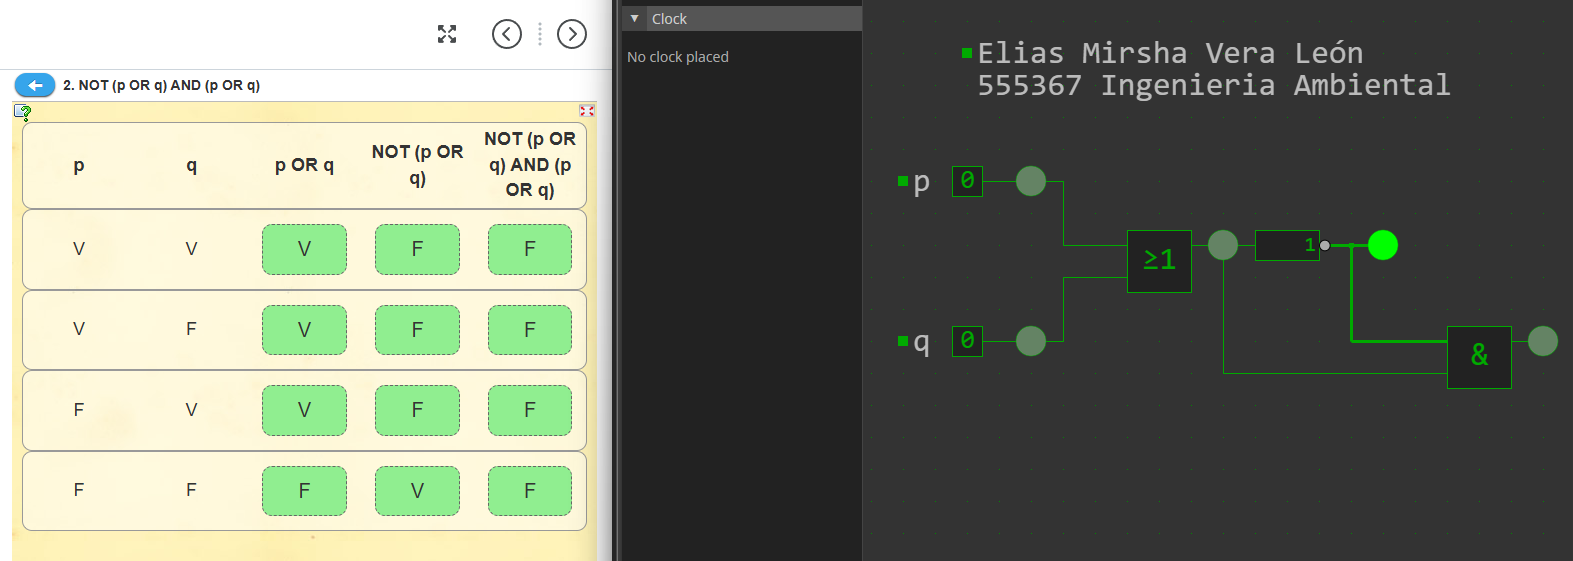 2. NOT (p OR q) AND (p OR q)
p q p OR q NOT (p OR q) NOT (p OR q) AND (p OR q)
V V V F F
V F V F F
F V V F F
F F F V F
Clock
No clock placed
Elias Mirsha Vera León
555367 Ingenieria Ambiental
p 0
≥1
1
q 0
&